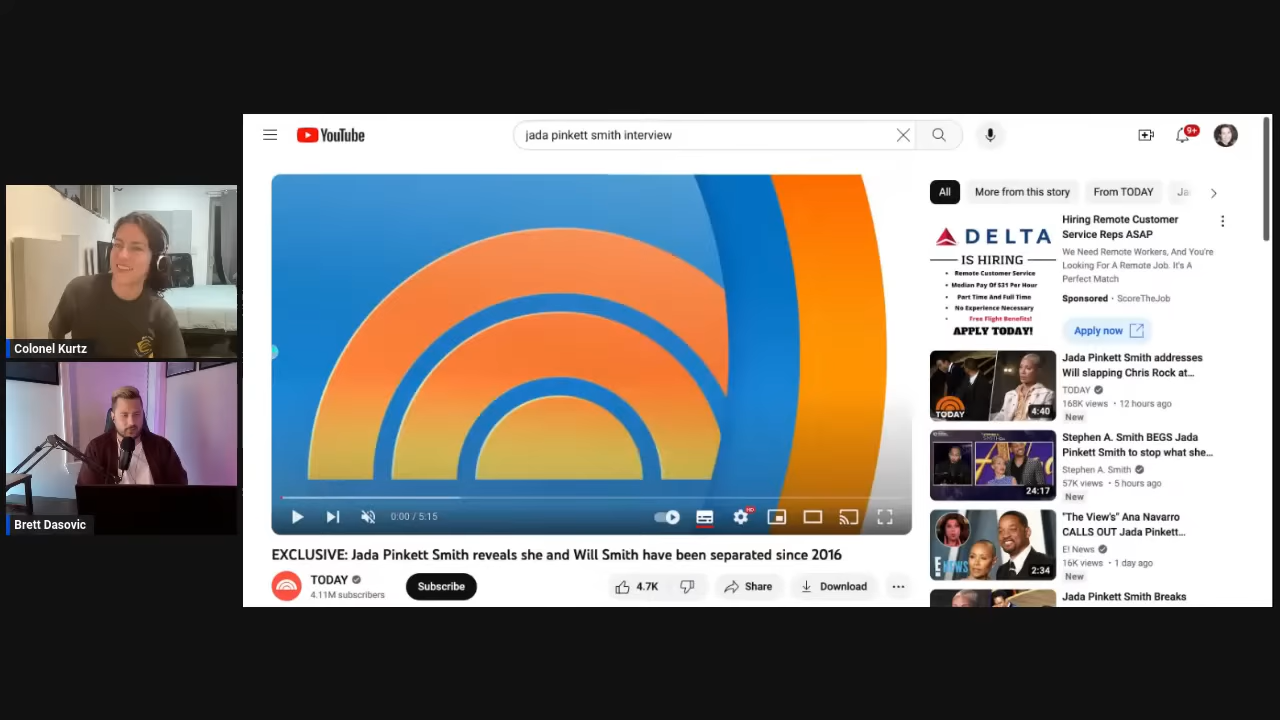 YouTube
jada pinkett smith interview
9+
Colonel Kurtz
Brett Dasovic
0:00 / 5:15
HD
EXCLUSIVE: Jada Pinkett Smith reveals she and Will Smith have been separated since 2016
TODAY
4.11M subscribers
Subscribe
4.7K
Share
Download
All
More from this story
From TODAY
Ja
DELTA
IS HIRING
Remote Customer Service
Median Pay Of $21 Per Hour
Part Time And Full Time
No Experience Necessary
Free Flight Benefits!
APPLY TODAY!
Hiring Remote Customer
Service Reps ASAP
We Need Remote Workers, And You're
Looking For A Remote Job. It's A
Perfect Match
Sponsored · ScoreTheJob
Apply now
TODAY
4:40
Jada Pinkett Smith addresses
Will slapping Chris Rock at…
TODAY
168K views · 12 hours ago
New
24:17
Stephen A. Smith BEGS Jada
Pinkett Smith to stop what she…
Stephen A. Smith
57K views · 5 hours ago
New
E NEWS
2:34
"The View's" Ana Navarro
CALLS OUT Jada Pinkett…
E! News
16K views · 1 day ago
New
Jada Pinkett Smith Breaks